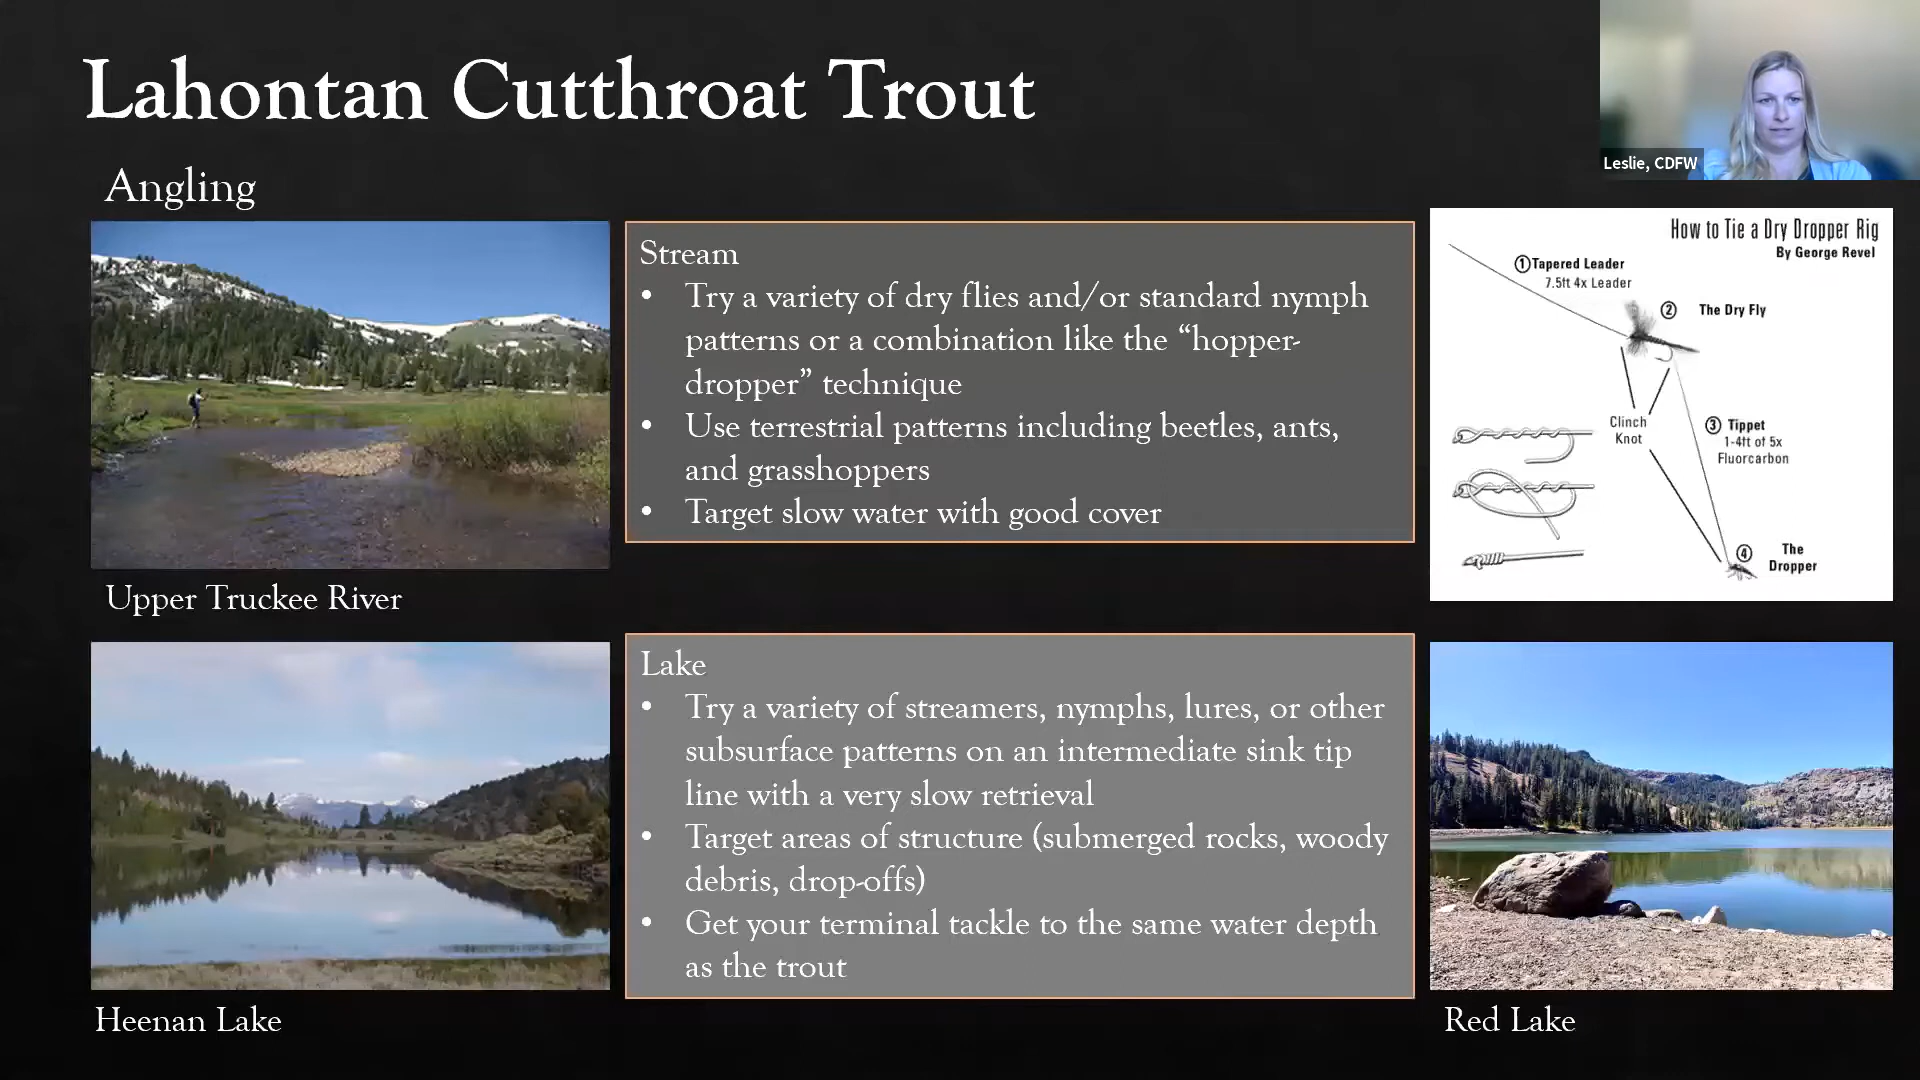 Lahontan Cutthroat Trout
Leslie, CDFW
Angling
Upper Truckee River
Stream
• Try a variety of dry flies and/or standard nymph
patterns or a combination like the “hopper-
dropper” technique
• Use terrestrial patterns including beetles, ants,
and grasshoppers
• Target slow water with good cover
How to Tie a Dry Dropper Rig
By George Revel
1 Tapered Leader
7.5ft 4x Leader
2 The Dry Fly
Clinch
Knot
3 Tippet
1-4ft of 5x
Fluorcarbon
4 The
Dropper
Heenan Lake
Lake
• Try a variety of streamers, nymphs, lures, or other
subsurface patterns on an intermediate sink tip
line with a very slow retrieval
• Target areas of structure (submerged rocks, woody
debris, drop-offs)
• Get your terminal tackle to the same water depth
as the trout
Red Lake